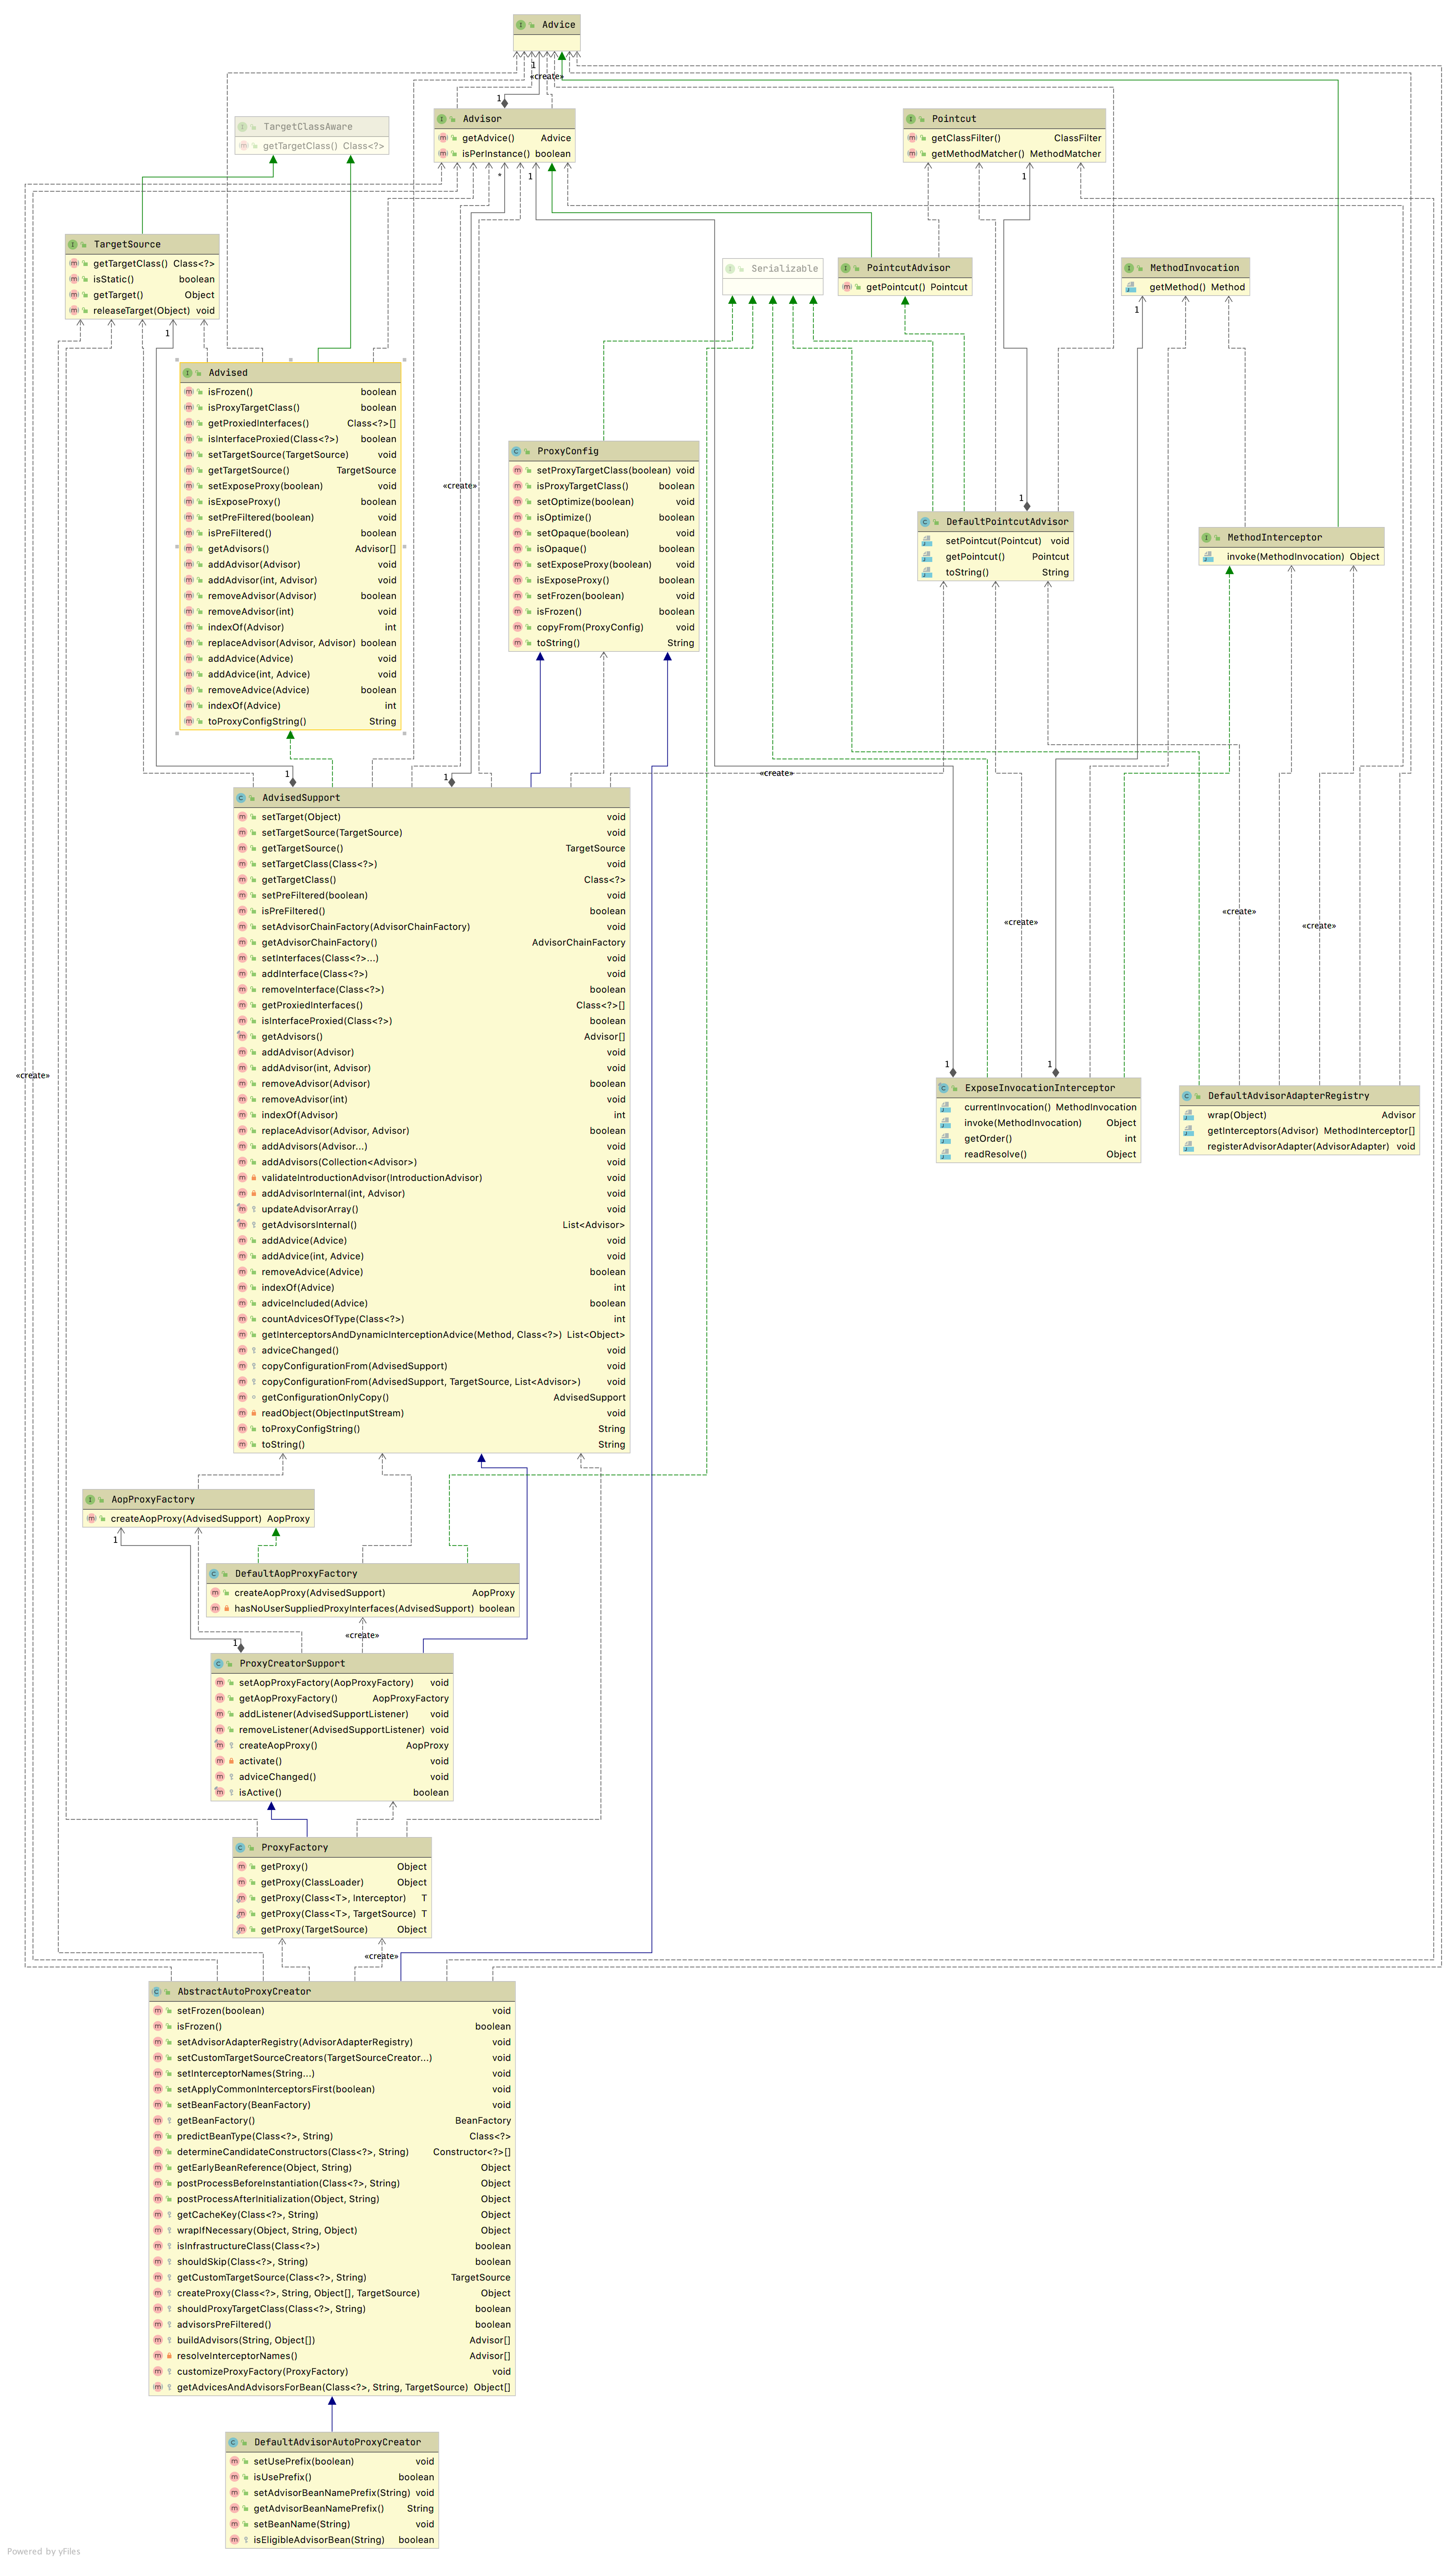 Advice
1
«create»
1
Advisor
getAdvice() Advice
isPerInstance() boolean
Pointcut
getClassFilter() ClassFilter
getMethodMatcher() MethodMatcher
TargetClassAware
getTargetClass() Class<?>
*
1
1
TargetSource
getTargetClass() Class<?>
isStatic() boolean
getTarget() Object
releaseTarget(Object) void
1
Serializable
PointcutAdvisor
getPointcut() Pointcut
MethodInvocation
getMethod() Method
1
Advised
isFrozen() boolean
isProxyTargetClass() boolean
getProxiedInterfaces() Class<?>[]
isInterfaceProxied(Class<?>) boolean
setTargetSource(TargetSource) void
getTargetSource() TargetSource
setExposeProxy(boolean) void
isExposeProxy() boolean
setPreFiltered(boolean) void
isPreFiltered() boolean
getAdvisors() Advisor[]
addAdvisor(Advisor) void
addAdvisor(int, Advisor) void
removeAdvisor(Advisor) boolean
removeAdvisor(int) void
indexOf(Advisor) int
replaceAdvisor(Advisor, Advisor) boolean
addAdvice(Advice) void
addAdvice(int, Advice) void
removeAdvice(Advice) boolean
indexOf(Advice) int
toProxyConfigString() String
«create»
ProxyConfig
setProxyTargetClass(boolean) void
isProxyTargetClass() boolean
setOptimize(boolean) void
isOptimize() boolean
setOpaque(boolean) void
isOpaque() boolean
setExposeProxy(boolean) void
isExposeProxy() boolean
setFrozen(boolean) void
isFrozen() boolean
copyFrom(ProxyConfig) void
toString() String
1
DefaultPointcutAdvisor
setPointcut(Pointcut) void
getPointcut() Pointcut
toString() String
MethodInterceptor
invoke(MethodInvocation) Object
1
1
«create»
AdvisedSupport
setTarget(Object) void
setTargetSource(TargetSource) void
getTargetSource() TargetSource
setTargetClass(Class<?>) void
getTargetClass() Class<?>
setPreFiltered(boolean) void
isPreFiltered() boolean
setAdvisorChainFactory(AdvisorChainFactory) void
getAdvisorChainFactory() AdvisorChainFactory
setInterfaces(Class<?>...) void
addInterface(Class<?>) void
removeInterface(Class<?>) boolean
getProxiedInterfaces() Class<?>[]
isInterfaceProxied(Class<?>) boolean
getAdvisors() Advisor[]
addAdvisor(Advisor) void
addAdvisor(int, Advisor) void
removeAdvisor(Advisor) boolean
removeAdvisor(int) void
indexOf(Advisor) int
replaceAdvisor(Advisor, Advisor) boolean
addAdvisors(Advisor...) void
addAdvisors(Collection<Advisor>) void
validateIntroductionAdvisor(IntroductionAdvisor) void
addAdvisorInternal(int, Advisor) void
updateAdvisorArray() void
getAdvisorsInternal() List<Advisor>
addAdvice(Advice) void
addAdvice(int, Advice) void
removeAdvice(Advice) boolean
indexOf(Advice) int
adviceIncluded(Advice) boolean
countAdvicesOfType(Class<?>) int
getInterceptorsAndDynamicInterceptionAdvice(Method, Class<?>) List<Object>
adviceChanged() void
copyConfigurationFrom(AdvisedSupport) void
copyConfigurationFrom(AdvisedSupport, TargetSource, List<Advisor>) void
getConfigurationOnlyCopy() AdvisedSupport
readObject(ObjectInputStream) void
toProxyConfigString() String
toString() String
«create»
«create»
«create»
1
1
ExposeInvocationInterceptor
currentInvocation() MethodInvocation
invoke(MethodInvocation) Object
getOrder() int
readResolve() Object
DefaultAdvisorAdapterRegistry
wrap(Object) Advisor
getInterceptors(Advisor) MethodInterceptor[]
registerAdvisorAdapter(AdvisorAdapter) void
«create»
AopProxyFactory
createAopProxy(AdvisedSupport) AopProxy
1
DefaultAopProxyFactory
createAopProxy(AdvisedSupport) AopProxy
hasNoUserSuppliedProxyInterfaces(AdvisedSupport) boolean
«create»
1
ProxyCreatorSupport
setAopProxyFactory(AopProxyFactory) void
getAopProxyFactory() AopProxyFactory
addListener(AdvisedSupportListener) void
removeListener(AdvisedSupportListener) void
createAopProxy() AopProxy
activate() void
adviceChanged() void
isActive() boolean
ProxyFactory
getProxy() Object
getProxy(ClassLoader) Object
getProxy(Class<T>, Interceptor) T
getProxy(Class<T>, TargetSource) T
getProxy(TargetSource) Object
«create»
AbstractAutoProxyCreator
setFrozen(boolean) void
isFrozen() boolean
setAdvisorAdapterRegistry(AdvisorAdapterRegistry) void
setCustomTargetSourceCreators(TargetSourceCreator...) void
setInterceptorNames(String...) void
setApplyCommonInterceptorsFirst(boolean) void
setBeanFactory(BeanFactory) void
getBeanFactory() BeanFactory
predictBeanType(Class<?>, String) Class<?>
determineCandidateConstructors(Class<?>, String) Constructor<?>[]
getEarlyBeanReference(Object, String) Object
postProcessBeforeInstantiation(Class<?>, String) Object
postProcessAfterInitialization(Object, String) Object
getCacheKey(Class<?>, String) Object
wrapIfNecessary(Object, String, Object) Object
isInfrastructureClass(Class<?>) boolean
shouldSkip(Class<?>, String) boolean
getCustomTargetSource(Class<?>, String) TargetSource
createProxy(Class<?>, String, Object[], TargetSource) Object
shouldProxyTargetClass(Class<?>, String) boolean
advisorsPreFiltered() boolean
buildAdvisors(String, Object[]) Advisor[]
resolveInterceptorNames() Advisor[]
customizeProxyFactory(ProxyFactory) void
getAdvicesAndAdvisorsForBean(Class<?>, String, TargetSource) Object[]
DefaultAdvisorAutoProxyCreator
setUsePrefix(boolean) void
isUsePrefix() boolean
setAdvisorBeanNamePrefix(String) void
getAdvisorBeanNamePrefix() String
setBeanName(String) void
isEligibleAdvisorBean(String) boolean
Powered by yFiles